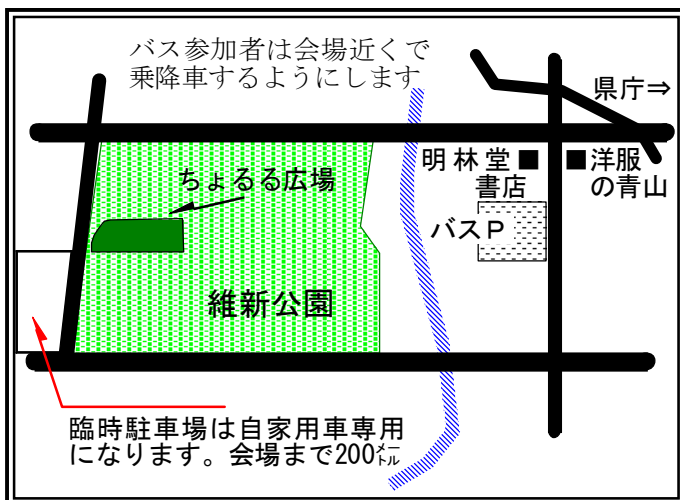 バス参加者は会場近くで
乗降車するようにします
県庁⇒
明林堂■
書店
■洋服
の青山
ちょるる広場
バスP
維新公園
臨時駐車場は自家用車専用
になります。会場まで200㍍